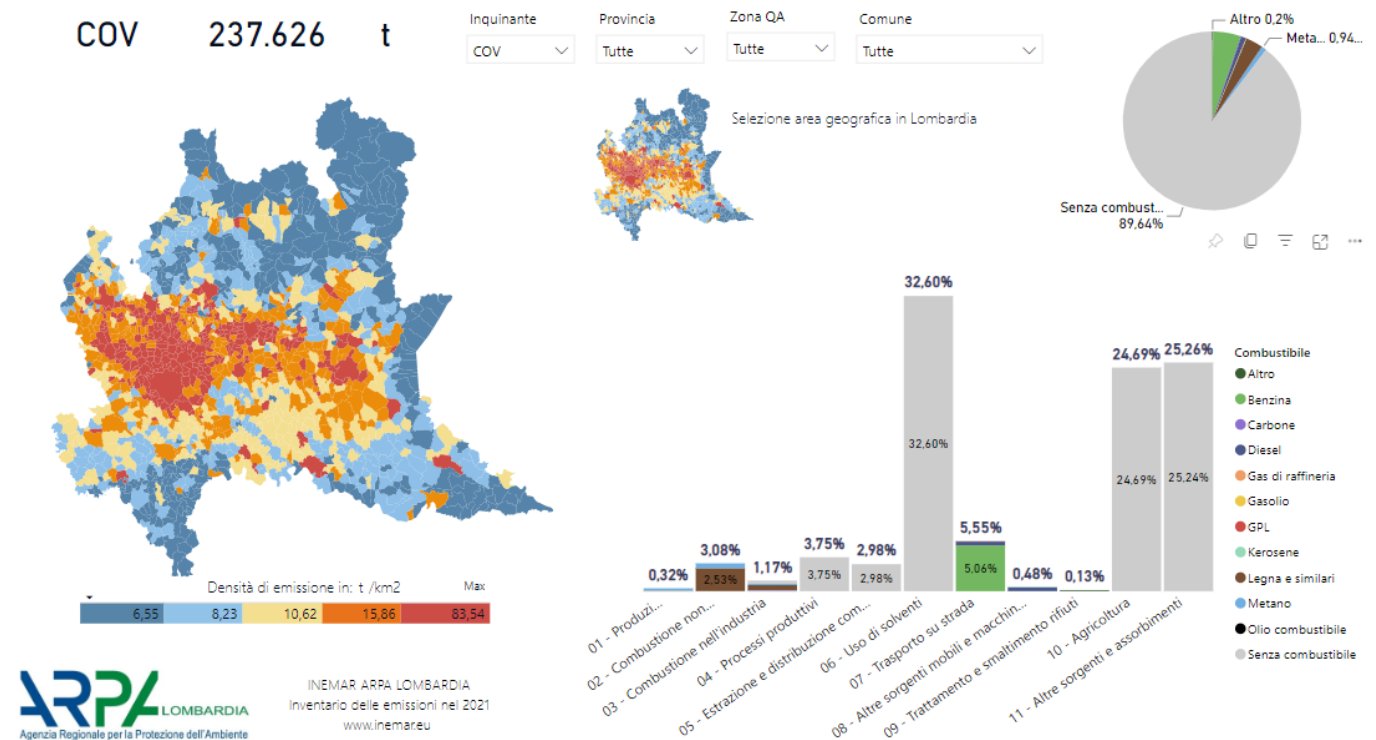 COV 237.626 t
Inquinante
COV
Provincia
Tutte
Zona QA
Tutte
Comune
Tutte
Selezione area geografica in Lombardia
Altro 0,2%
Meta... 0,94...
Senza combust...
89,64%
Densità di emissione in: t /km2 Max
6,55 8,23 10,62 15,86 83,54
ARPA LOMBARDIA
Agenzia Regionale per la Protezione dell'Ambiente
INEMAR ARPA LOMBARDIA
Inventario delle emissioni nel 2021
www.inemar.eu
0,32%
3,08%
2,53%
1,17%
3,75%
3,75%
2,98%
2,98%
32,60%
32,60%
5,55%
5,06%
0,48%
0,13%
24,69%
24,69%
25,26%
25,24%
01 - Produzi...
02 - Combustione non...
03 - Combustione nell'industria
04 - Processi produttivi
05 - Estrazione e distribuzione com...
06 - Uso di solventi
07 - Trasporto su strada
08 - Altre sorgenti mobili e macchin...
09 - Trattamento e smaltimento rifiuti
10 - Agricoltura
11 - Altre sorgenti e assorbimenti
Combustibile
Altro
Benzina
Carbone
Diesel
Gas di raffineria
Gasolio
GPL
Kerosene
Legna e similari
Metano
Olio combustibile
Senza combustibile